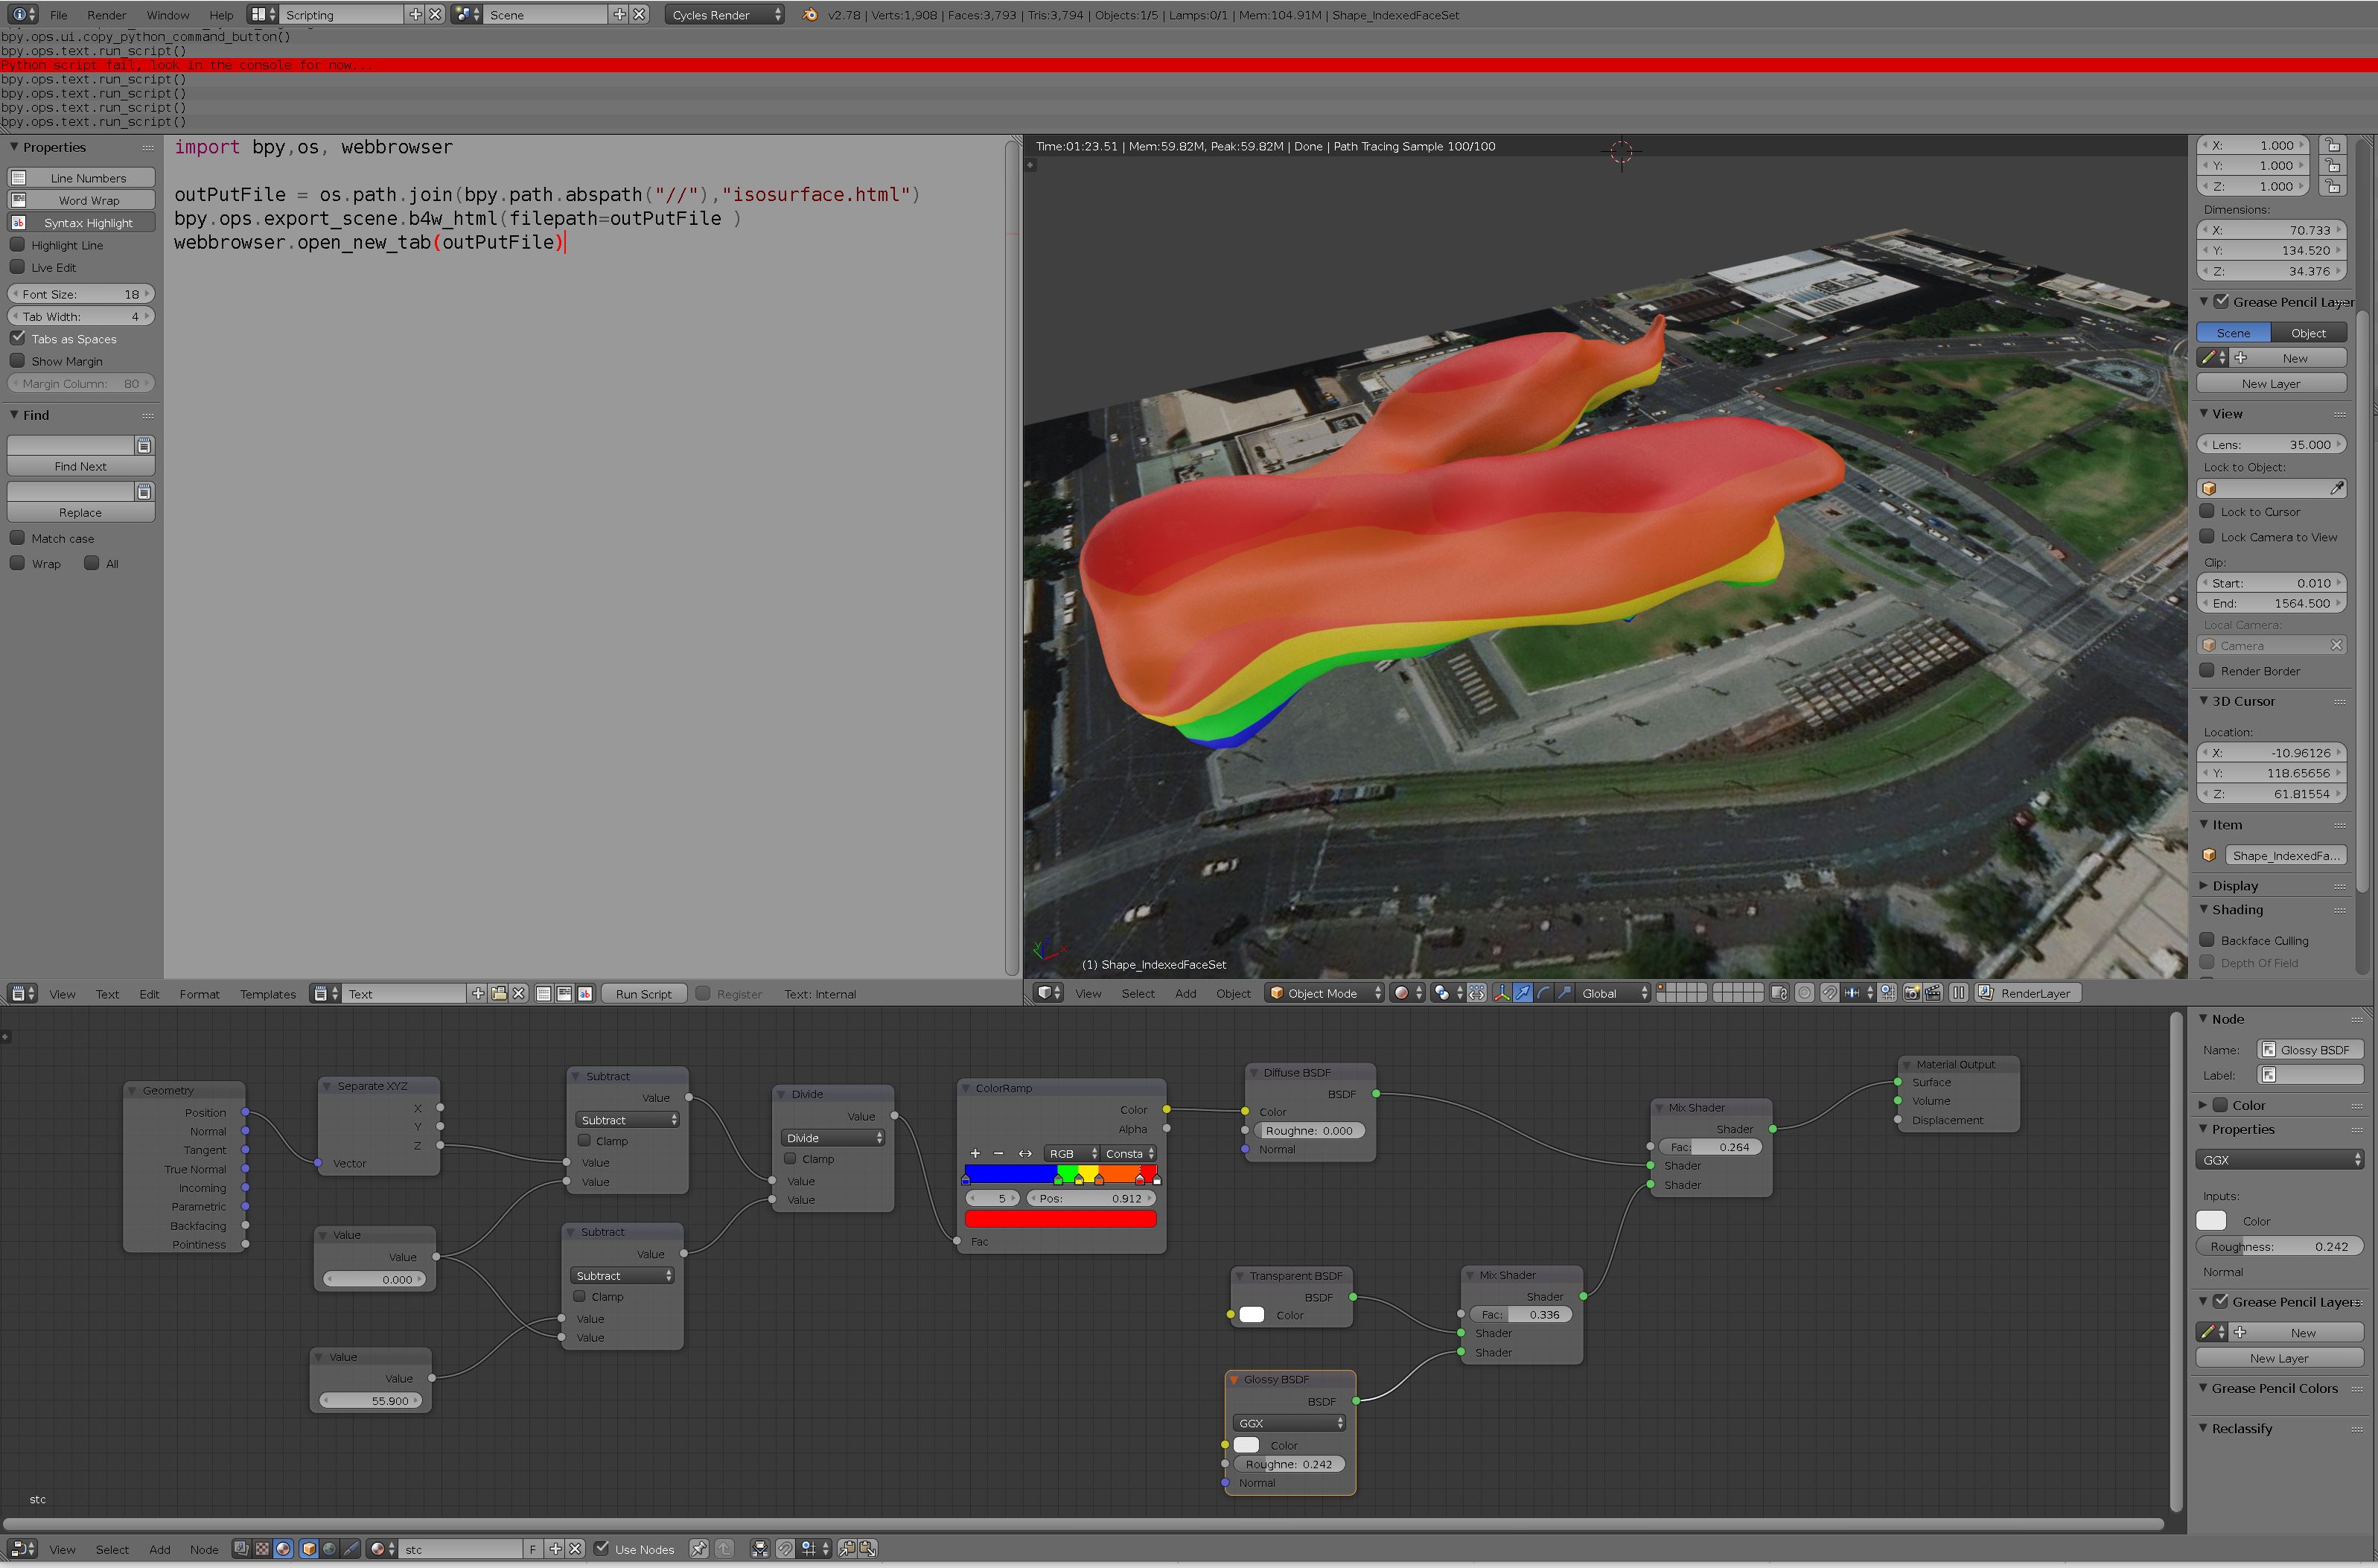 File Render Window Help Scripting Scene Cycles Render v2.78 | Verts:1,908 | Faces:3,793 | Tris:3,794 | Objects:1/5 | Lamps:0/1 | Mem:104.91M | Shape_IndexedFaceSet
bpy.ops.ui.copy_python_command_button()
bpy.ops.text.run_script()
Python script fail, look in the console for now...
bpy.ops.text.run_script()
bpy.ops.text.run_script()
bpy.ops.text.run_script()
bpy.ops.text.run_script()
Properties
Line Numbers
Word Wrap
Syntax Highlight
Highlight Line
Live Edit
Font Size: 18
Tab Width: 4
Tabs as Spaces
Show Margin
Margin Column: 80
Find
Find Next
Replace
Match case
Wrap All
import bpy,os, webbrowser
outPutFile = os.path.join(bpy.path.abspath("//"),"isosurface.html")
bpy.ops.export_scene.b4w_html(filepath=outPutFile )
webbrowser.open_new_tab(outPutFile)
View Text Edit Format Templates Text Run Script Register Text: Internal
Time:01:23.51 | Mem:59.82M, Peak:59.82M | Done | Path Tracing Sample 100/100
(1) Shape_IndexedFaceSet
View Select Add Object Object Mode Global RenderLayer
X: 1.000
Y: 1.000
Z: 1.000
Dimensions:
X: 70.733
Y: 134.520
Z: 34.376
Grease Pencil Layer
Scene Object
New
New Layer
View
Lens: 35.000
Lock to Object:
Lock to Cursor
Lock Camera to View
Clip:
Start: 0.010
End: 1564.500
Local Camera:
Camera
Render Border
3D Cursor
Location:
X: -10.96126
Y: 118.65656
Z: 61.81554
Item
Shape_IndexedFa...
Display
Shading
Backface Culling
Depth Of Field
Geometry
Position
Normal
Tangent
True Normal
Incoming
Parametric
Backfacing
Pointiness
Separate XYZ
X
Y
Z
Vector
Value
Value
0.000
Value
Value
55.900
Subtract
Value
Subtract
Clamp
Value
Value
Subtract
Value
Subtract
Clamp
Value
Value
Divide
Value
Divide
Clamp
Value
Value
ColorRamp
Color
Alpha
RGB Consta
5 Pos: 0.912
Fac
Diffuse BSDF
BSDF
Color
Roughne: 0.000
Normal
Transparent BSDF
BSDF
Color
Glossy BSDF
BSDF
GGX
Color
Roughne: 0.242
Normal
Mix Shader
Shader
Fac: 0.336
Shader
Shader
Mix Shader
Shader
Fac: 0.264
Shader
Shader
Material Output
Surface
Volume
Displacement
stc
View Select Add Node stc F Use Nodes
Node
Name: Glossy BSDF
Label:
Color
Properties
GGX
Inputs:
Color
Roughness: 0.242
Normal
Grease Pencil Layers
New
New Layer
Grease Pencil Colors
Reclassify